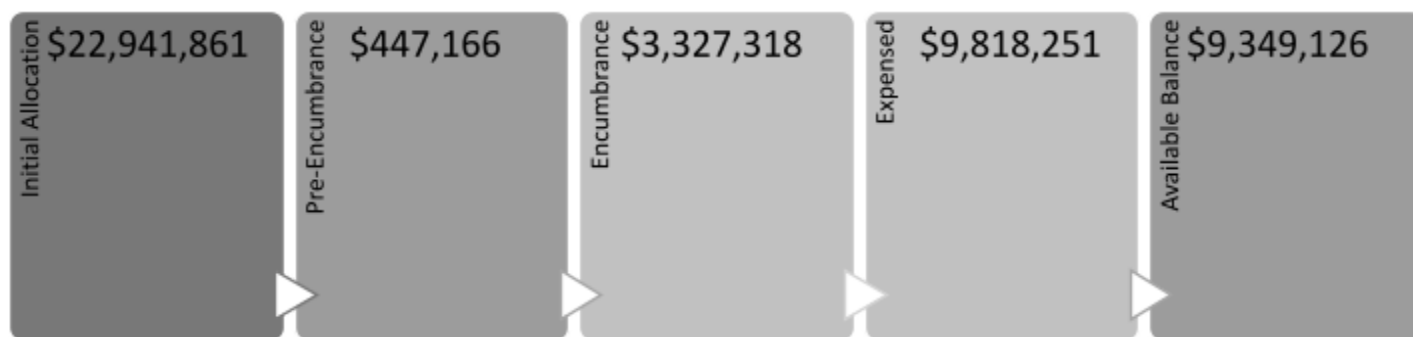 Initial Allocation
$22,941,861
Pre-Encumbrance
$447,166
Encumbrance
$3,327,318
Expensed
$9,818,251
Available Balance
$9,349,126